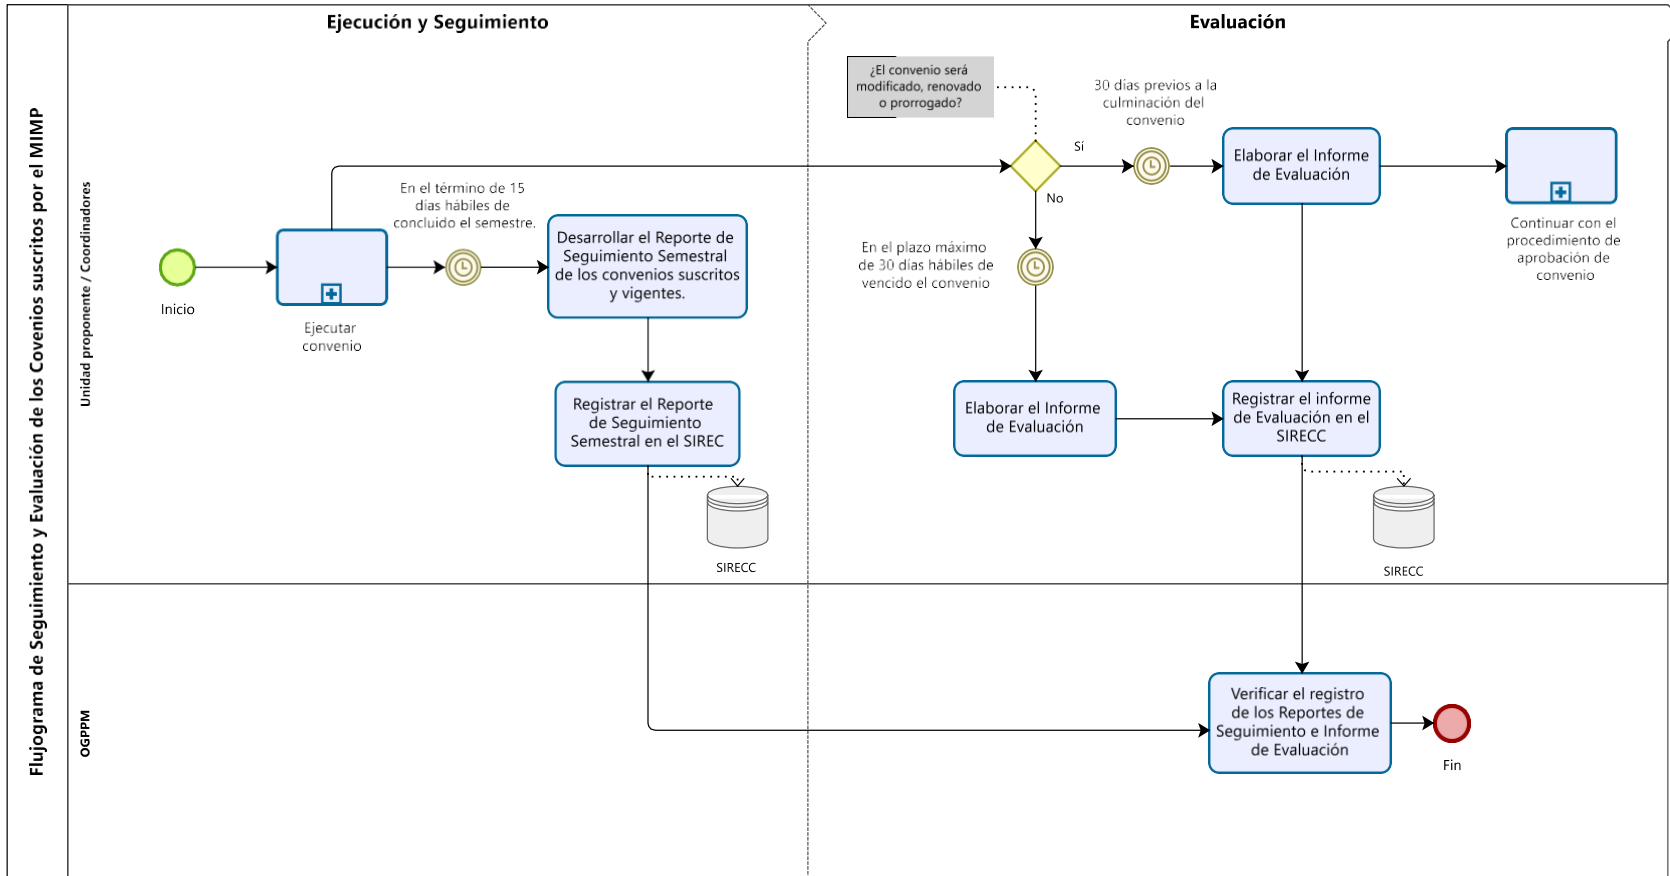 Flujograma de Seguimiento y Evaluación de los Covenios suscritos por el MIMP
Ejecución y Seguimiento
Evaluación
Unidad proponente / Coordinadores
Inicio
Ejecutar
convenio
En el término de 15
días hábiles de
concluido el semestre.
Desarrollar el Reporte de
Seguimiento Semestral
de los convenios suscritos
y vigentes.
Registrar el Reporte
de Seguimiento
Semestral en el SIREC
SIRECC
¿El convenio será
modificado, renovado
o prorrogado?
Sí
No
30 días previos a la
culminación del
convenio
Elaborar el Informe
de Evaluación
Continuar con el
procedimiento de
aprobación de
convenio
En el plazo máximo
de 30 días hábiles de
vencido el convenio
Elaborar el Informe
de Evaluación
Registrar el informe
de Evaluación en el
SIRECC
SIRECC
OGPPM
Verificar el registro
de los Reportes de
Seguimiento e Informe
de Evaluación
Fin